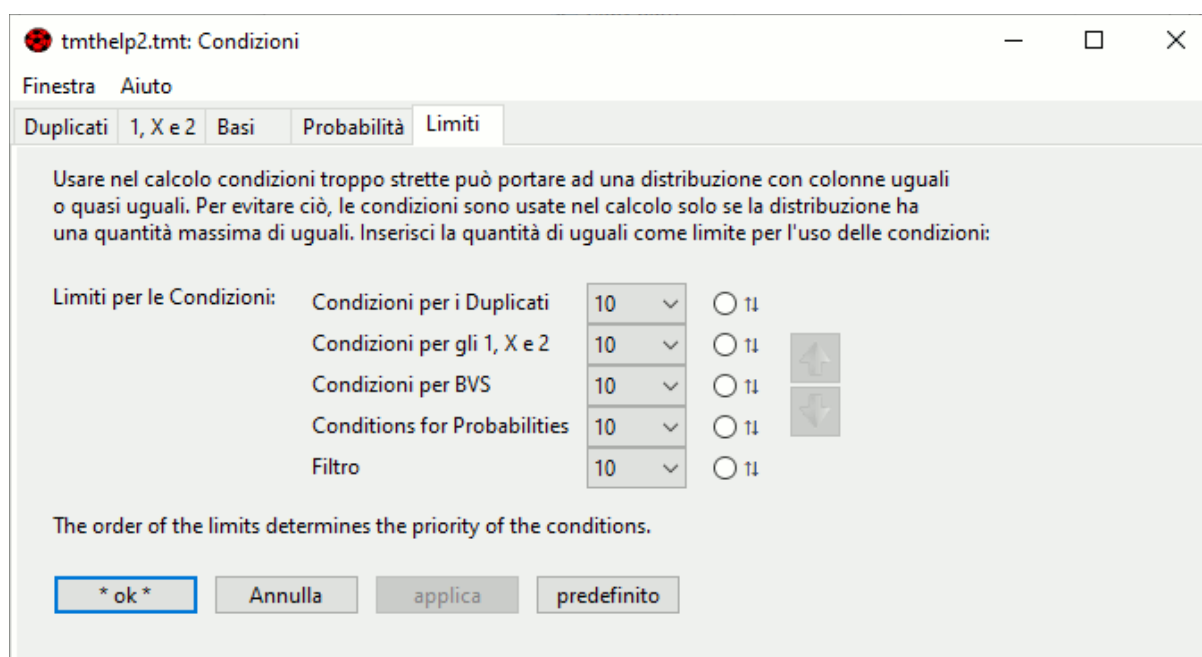 tmthelp2.tmt: Condizioni
Finestra Aiuto
Duplicati 1, X e 2 Basi Probabilità Limiti
Usare nel calcolo condizioni troppo strette può portare ad una distribuzione con colonne uguali
o quasi uguali. Per evitare ciò, le condizioni sono usate nel calcolo solo se la distribuzione ha
una quantità massima di uguali. Inserisci la quantità di uguali come limite per l'uso delle condizioni:
Limiti per le Condizioni: Condizioni per i Duplicati 10 ⇅
Condizioni per gli 1, X e 2 10 ⇅
Condizioni per BVS 10 ⇅
Conditions for Probabilities 10 ⇅
Filtro 10 ⇅
The order of the limits determines the priority of the conditions.
* ok * Annulla applica predefinito